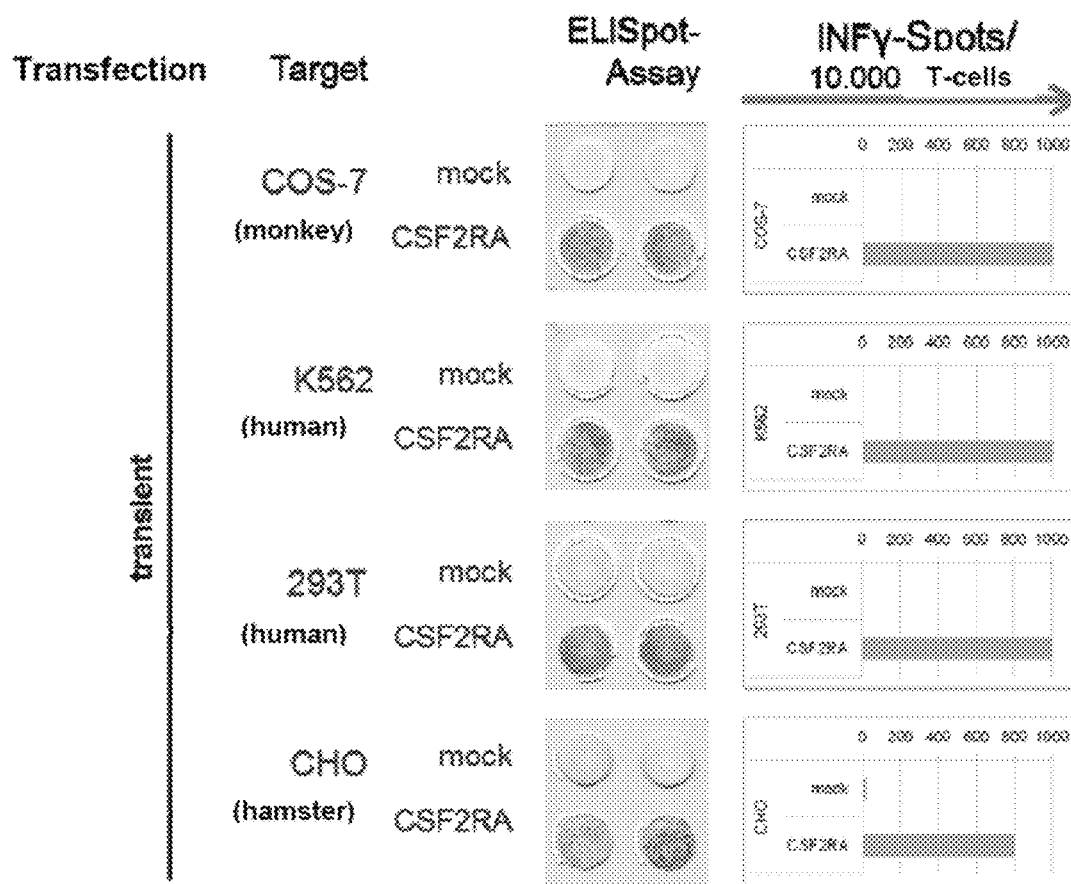 Transfection Target ELISpot-Assay INFγ-Spots/
10.000 T-cells
transient
COS-7
(monkey)
mock
CSF2RA
0 200 400 600 800 1000
COS-7
mock
CSF2RA
K562
(human)
mock
CSF2RA
0 200 400 600 800 1000
K562
mock
CSF2RA
293T
(human)
mock
CSF2RA
0 200 400 600 800 1000
293T
mock
CSF2RA
CHO
(hamster)
mock
CSF2RA
0 200 400 600 800 1000
CHO
mock
CSF2RA